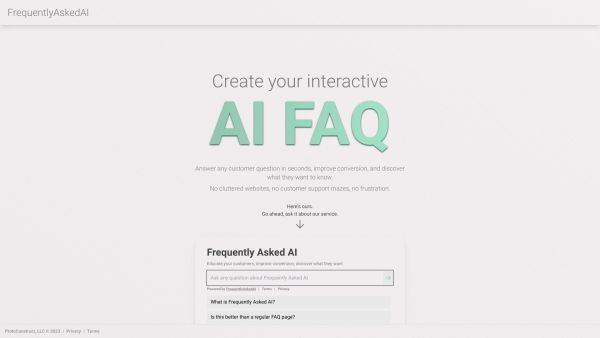 FrequentlyAskedAI
Create your interactive
AI FAQ
Answer any customer question in seconds, improve conversion, and discover
what they want to know.
No cluttered websites, no customer support mazes, no frustration.
Here's ours.
Go ahead, ask it about our service.
Frequently Asked AI
Educate your customers, improve conversion, discover what they want.
Ask any question about Frequently Asked AI
Powered by FrequentlyAskedAI | Terms | Privacy
What is Frequently Asked AI?
Is this better than a regular FAQ page?
ProtoConstruct, LLC © 2023 | Privacy | Terms